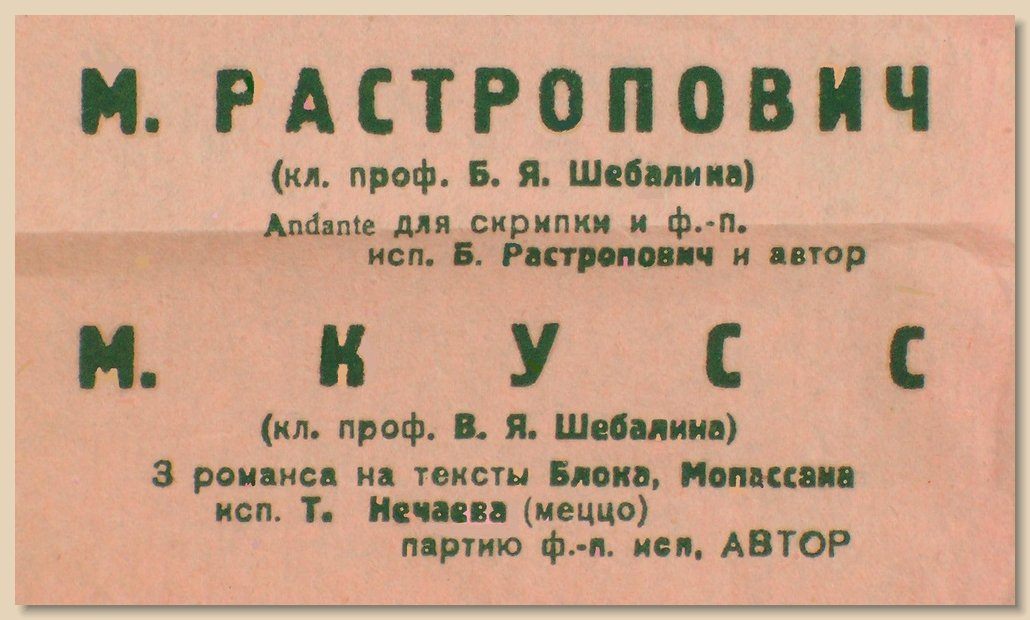 М. РАСТРОПОВИЧ
(кл. проф. Б. Я. Шебалина)
Andante для скрипки и ф.-п.
исп. Б. Растропович и автор
М. КУСС
(кл. проф. В. Я. Шебалина)
3 романса на тексты Блока, Мопассана
исп. Т. Нечаева (меццо)
партию ф.-п. исп. АВТОР